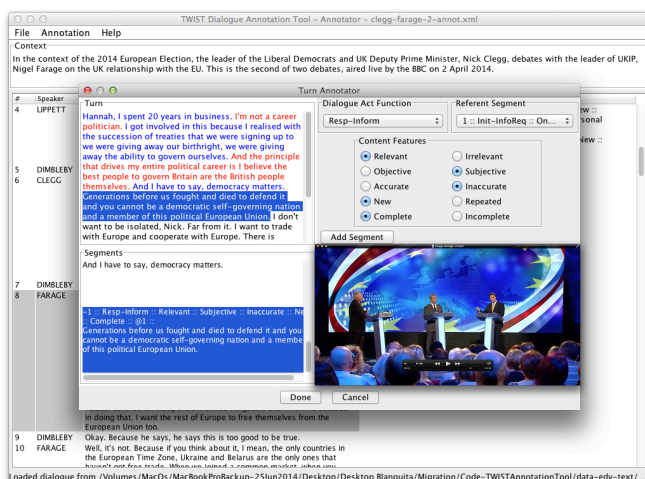 TWIST Dialogue Annotation Tool – Annotator – clegg-farage-2-annot.xml
File Annotation Help
Context
In the context of the 2014 European Election, the leader of the Liberal Democrats and UK Deputy Prime Minister, Nick Clegg, debates with the leader of UKIP,
Nigel Farage on the UK relationship with the EU. This is the second of two debates, aired live by the BBC on 2 April 2014.
# Speaker
4 LIPPETT
5 DIMBLEBY
6 CLEGG
7 DIMBLEBY
8 FARAGE
ew ::
rsonal
New ::
Turn Annotator
Turn
Hannah, I spent 20 years in business. I'm not a career
politician. I got involved in this because I realised with
the succession of treaties that we were signing up to
we were giving away our birthright, we were giving
away the ability to govern ourselves. And the principle
that drives my entire political career is I believe the
best people to govern Britain are the British people
themselves. And I have to say, democracy matters.
Generations before us fought and died to defend it
and you cannot be a democratic self-governing nation
and a member of this political European Union. I don't
want to be isolated, Nick. Far from it. I want to trade
with Europe and cooperate with Europe. There is
Segments
And I have to say, democracy matters.
-1 :: Resp-Inform :: Relevant :: Subjective :: Inaccurate :: Ne
:: Complete :: @1 ::
Generations before us fought and died to defend it and you
cannot be a democratic self-governing nation and a membe
of this political European Union.
Dialogue Act Function
Resp-Inform
Referent Segment
1 :: Init-InfoReq :: On...
Content Features
Relevant Irrelevant
Objective Subjective
Accurate Inaccurate
New Repeated
Complete Incomplete
Add Segment
Done Cancel
in doing that, I want the rest of Europe to free themselves from the
European Union too.
9 DIMBLEBY Okay. Because he says, he says this is too good to be true.
10 FARAGE Well, it's not. Because if you think about it, I mean, the only countries in
the European Time Zone, Ukraine and Belarus are the only ones that
haven't got free trade. When we joined a common market, when you
Loaded dialogue from /Volumes/MacOs/MacBookProBackup-25Jun2014/Desktop/Desktop Blanquita/Migration/Code-TWISTAnnotationTool/data-edv-text/